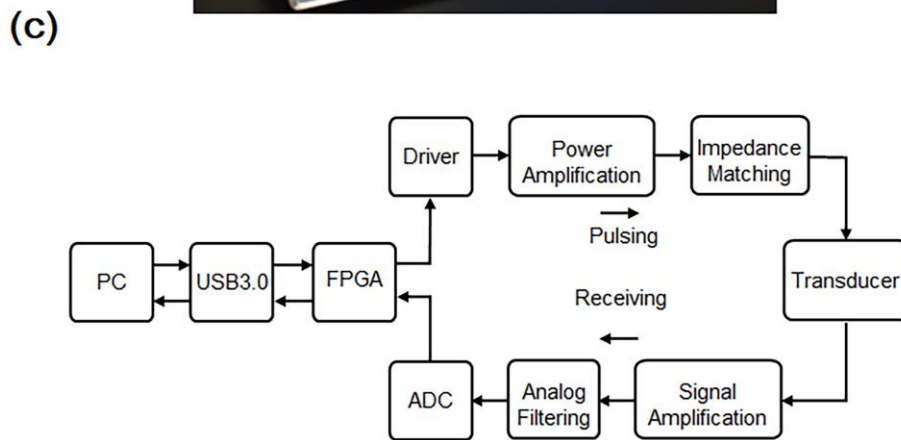 (c)
Driver
Power
Amplification
Impedance
Matching
Pulsing
PC
USB3.0
FPGA
Transducer
Receiving
ADC
Analog
Filtering
Signal
Amplification